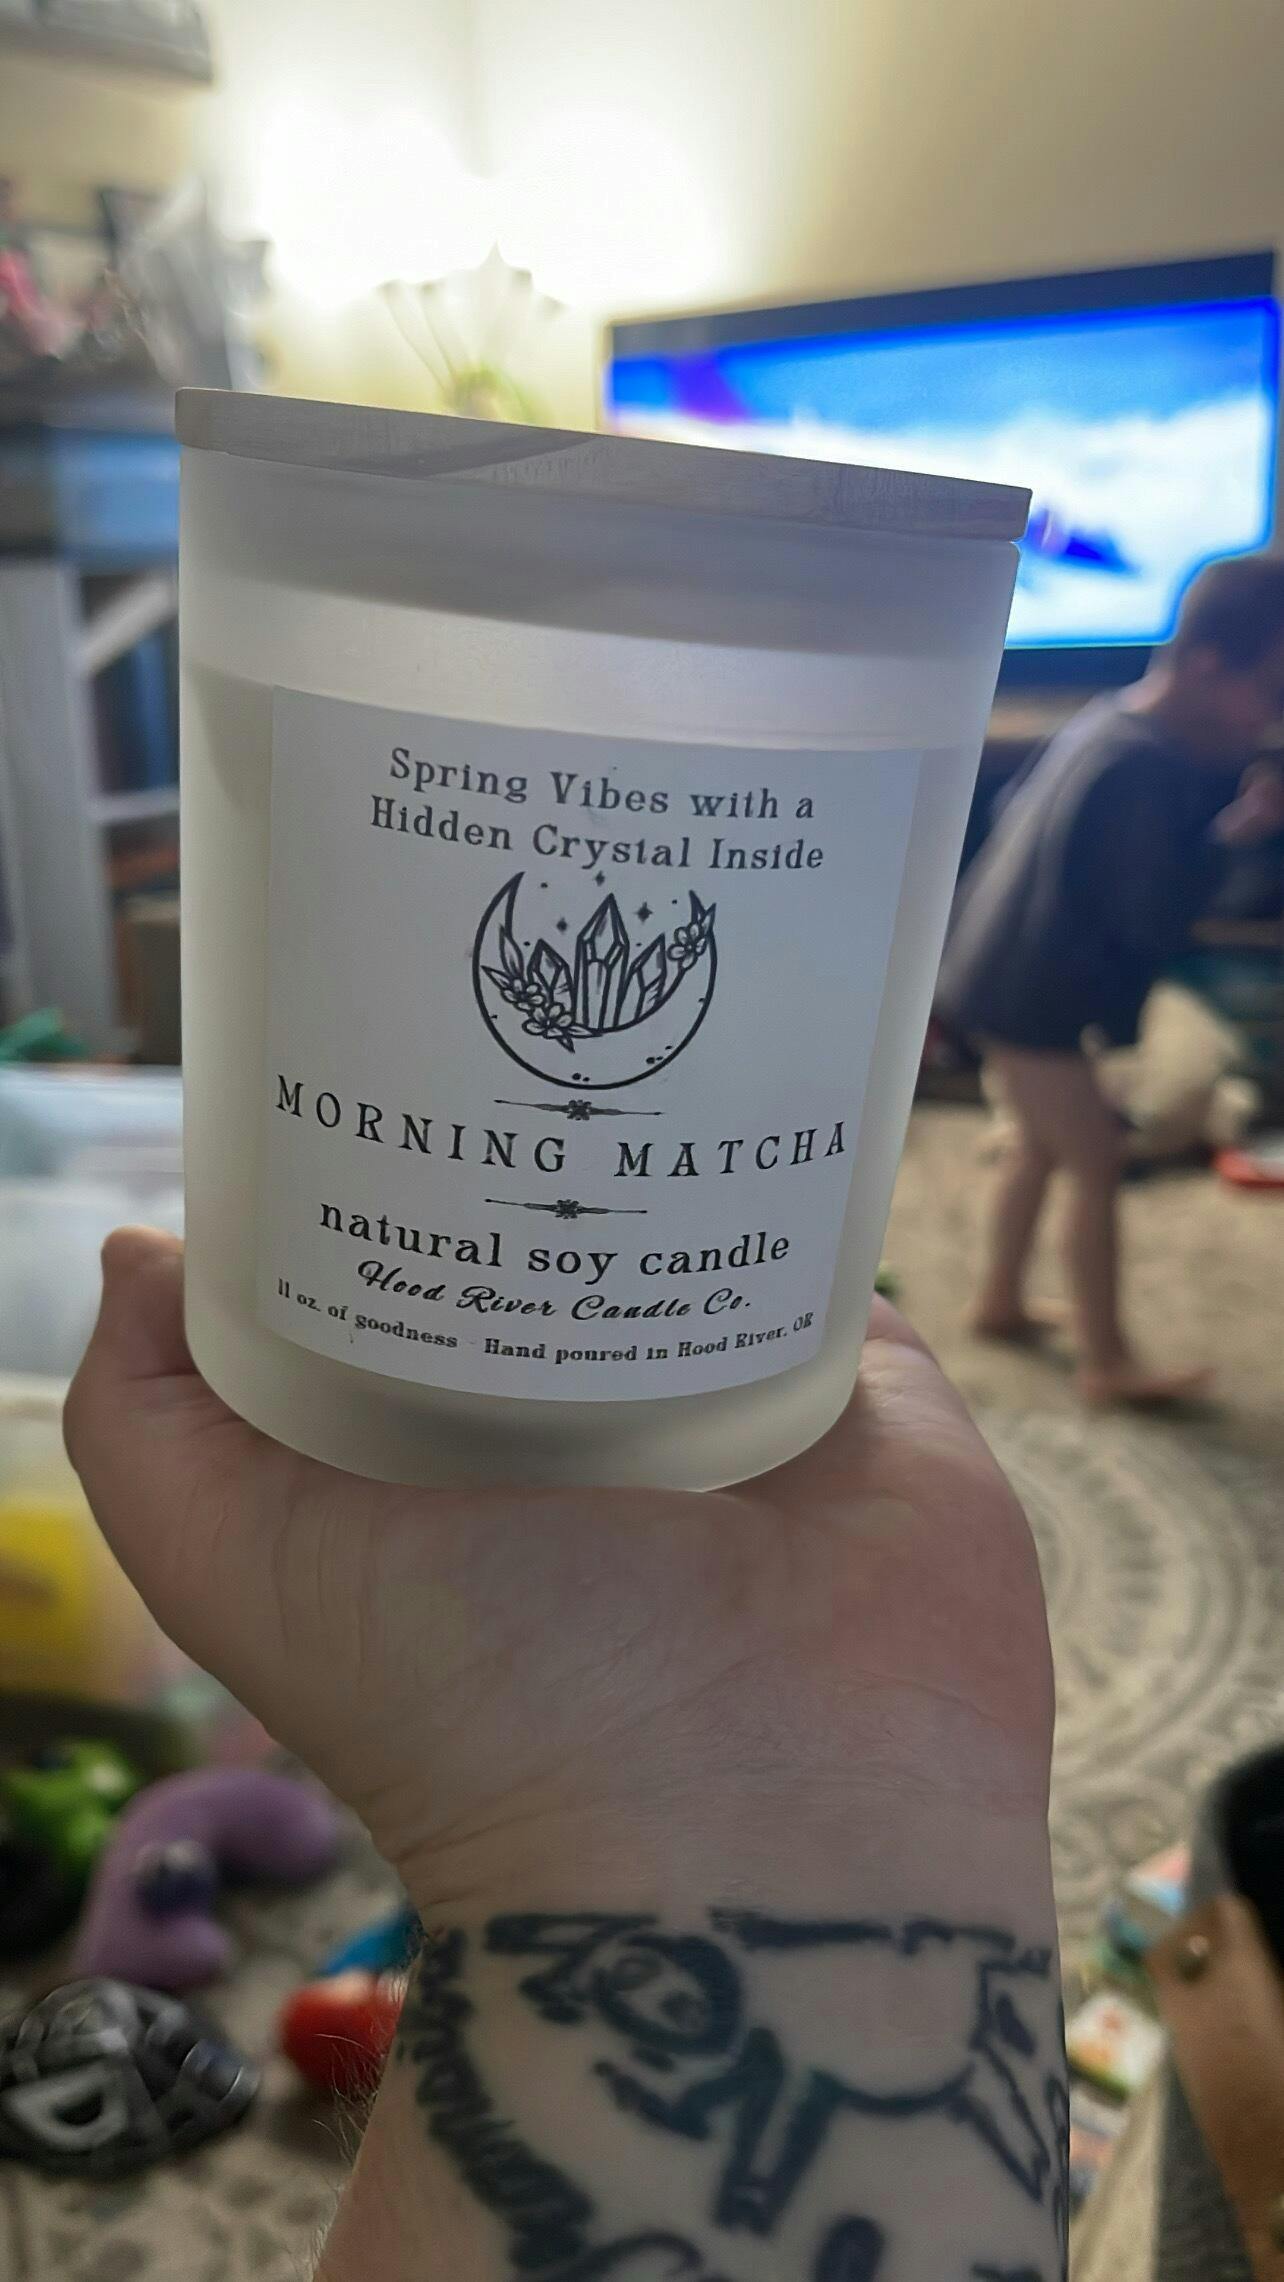 Spring Vibes with a
Hidden Crystal Inside
MORNING MATCHA
natural soy candle
Hood River Candle Co.
11 oz. of goodness - Hand poured in Hood River, OR